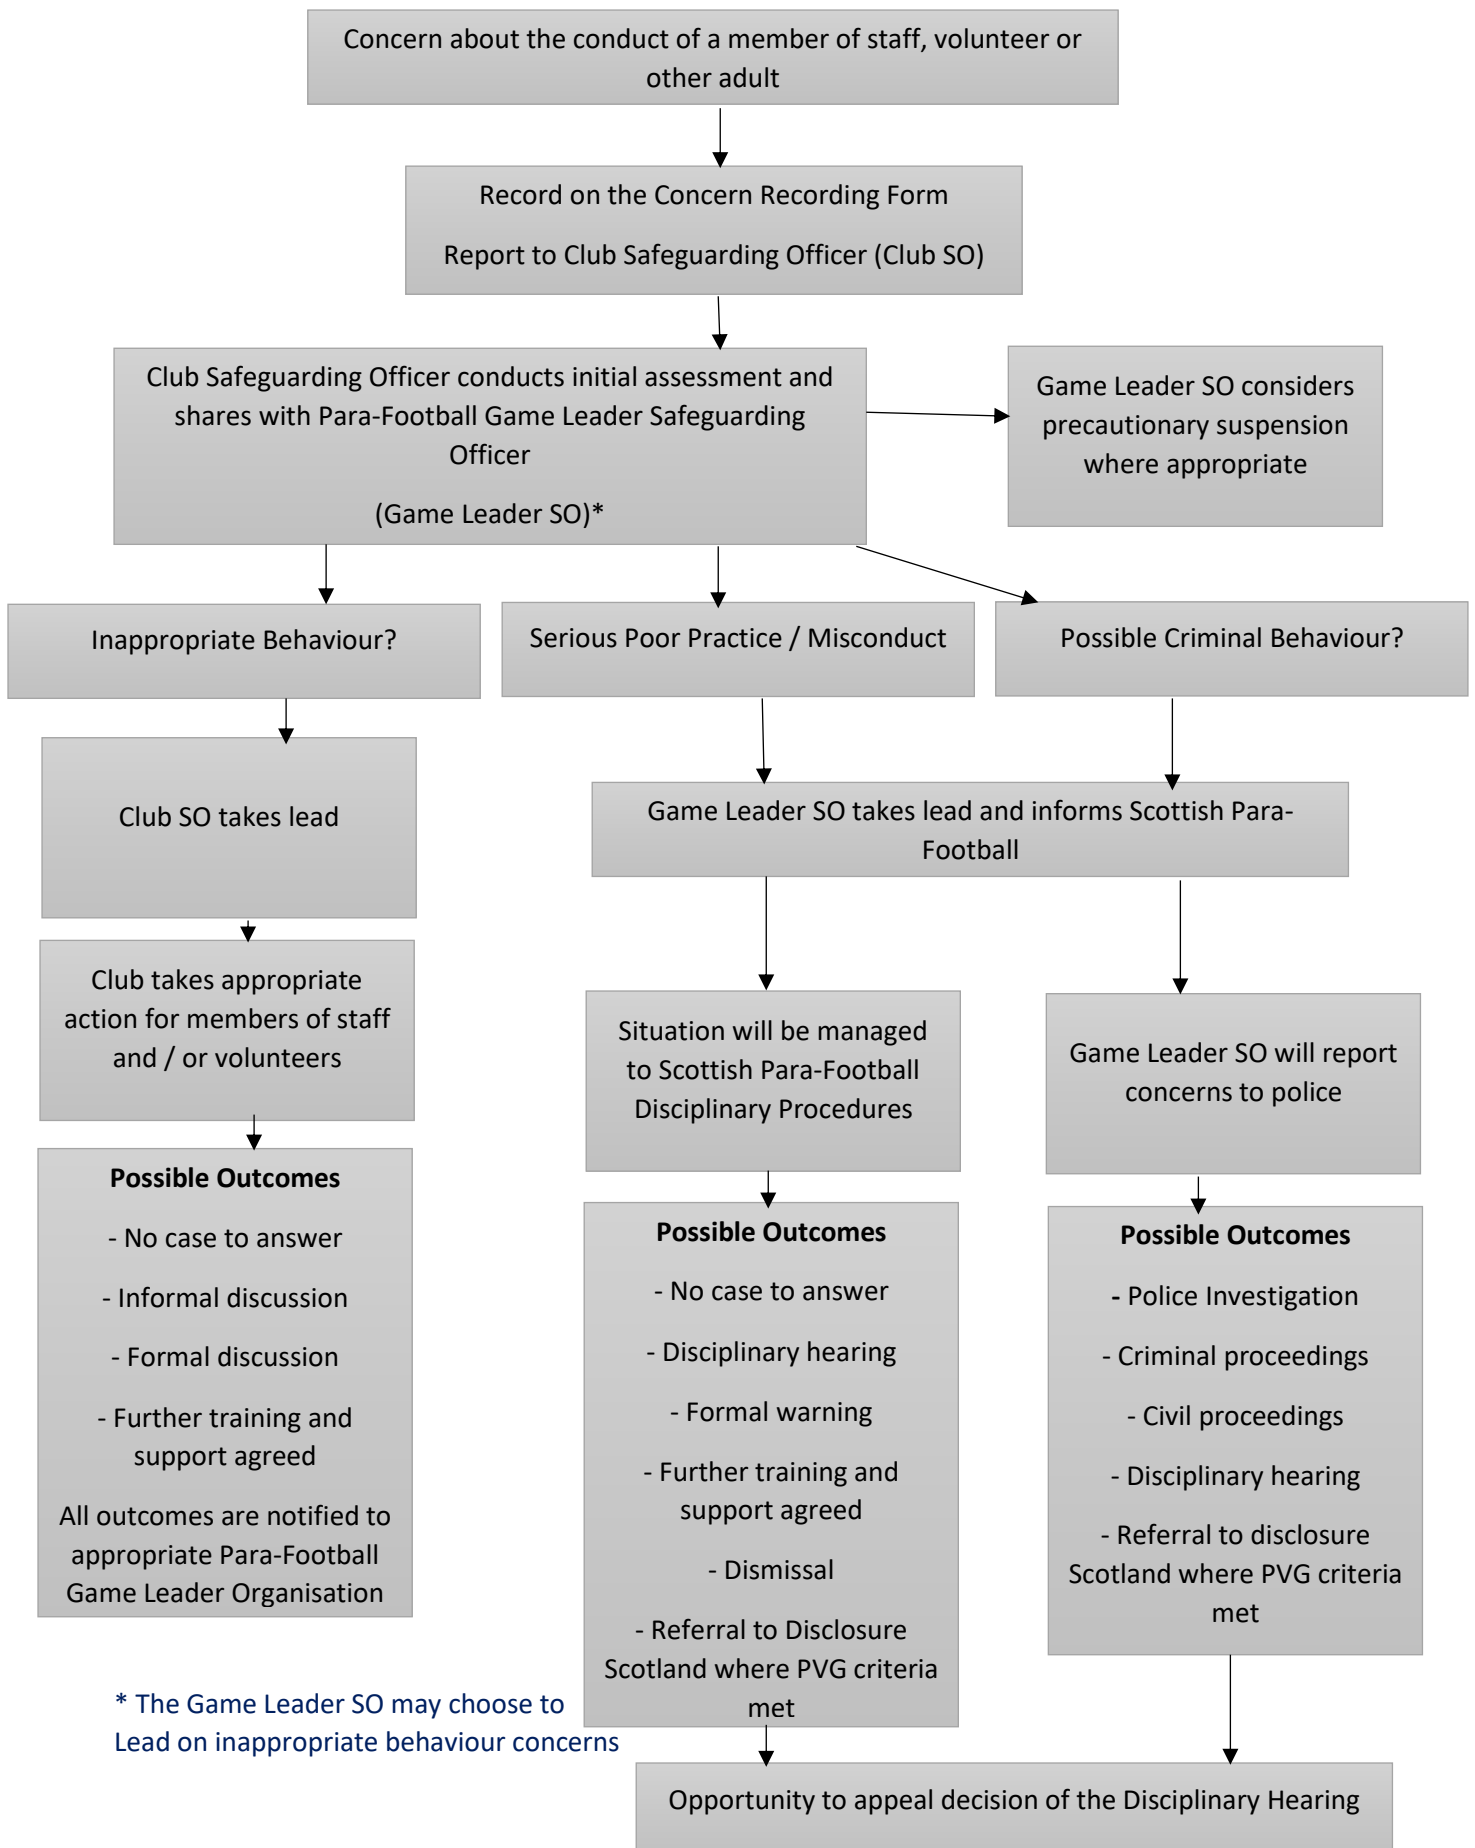 Concern about the conduct of a member of staff, volunteer or
other adult
Record on the Concern Recording Form
Report to Club Safeguarding Officer (Club SO)
Club Safeguarding Officer conducts initial assessment and
shares with Para-Football Game Leader Safeguarding
Officer
(Game Leader SO)*
Game Leader SO considers
precautionary suspension
where appropriate
Inappropriate Behaviour?
Serious Poor Practice / Misconduct
Possible Criminal Behaviour?
Club SO takes lead
Game Leader SO takes lead and informs Scottish Para-
Football
Club takes appropriate
action for members of staff
and / or volunteers
Situation will be managed
to Scottish Para-Football
Disciplinary Procedures
Game Leader SO will report
concerns to police
Possible Outcomes
- No case to answer
- Informal discussion
- Formal discussion
- Further training and
support agreed
All outcomes are notified to
appropriate Para-Football
Game Leader Organisation
Possible Outcomes
- No case to answer
- Disciplinary hearing
- Formal warning
- Further training and
support agreed
- Dismissal
- Referral to Disclosure
Scotland where PVG criteria
met
Possible Outcomes
- Police Investigation
- Criminal proceedings
- Civil proceedings
- Disciplinary hearing
- Referral to disclosure
Scotland where PVG criteria
met
* The Game Leader SO may choose to
Lead on inappropriate behaviour concerns
Opportunity to appeal decision of the Disciplinary Hearing